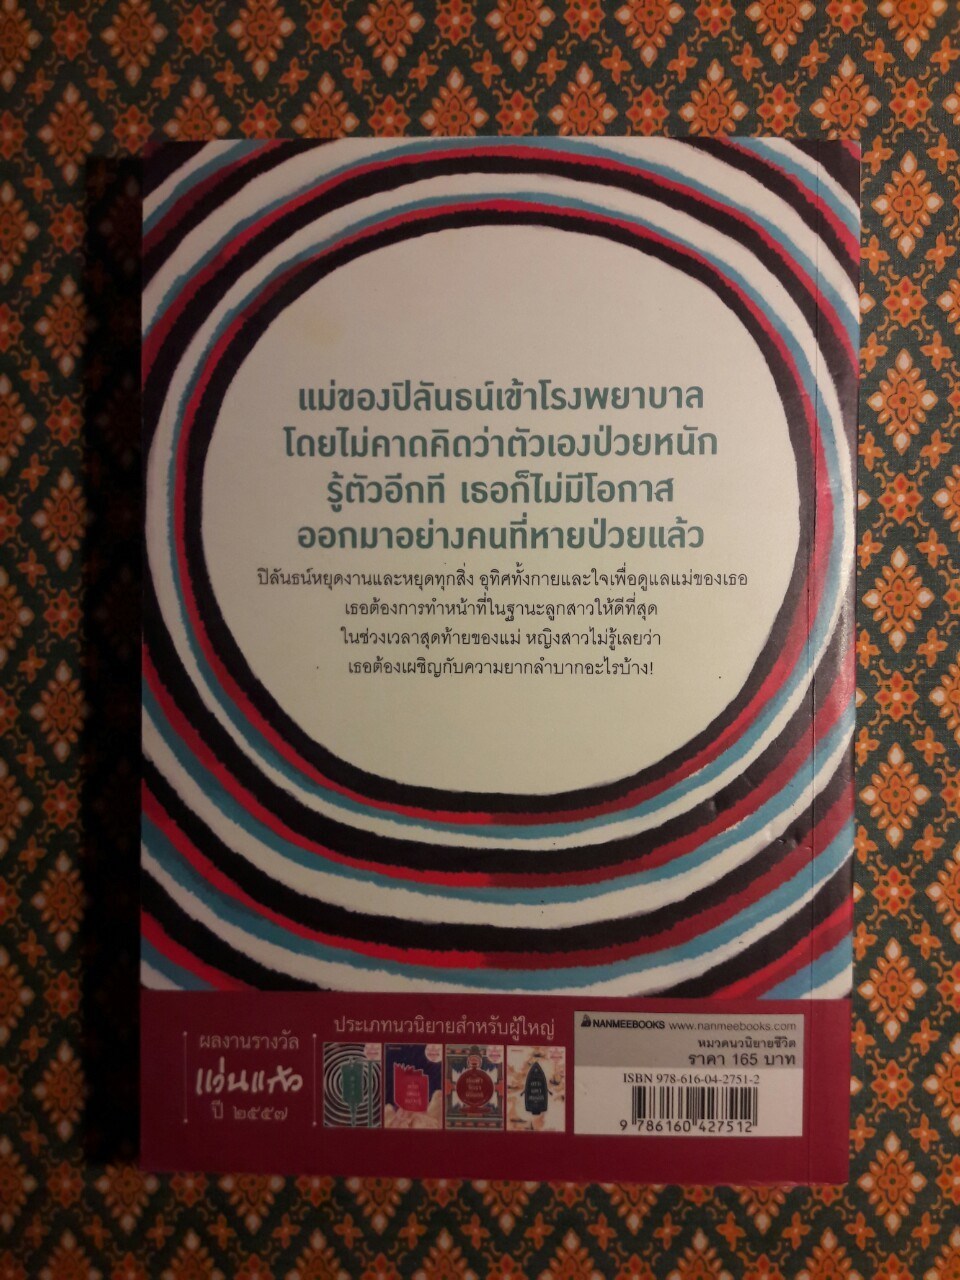 แม่ของปิลันธน์เข้าโรงพยาบาล
โดยไม่คาดคิดว่าตัวเองป่วยหนัก
รู้ตัวอีกที เธอก็ไม่มีโอกาส
ออกมาอย่างคนที่หายป่วยแล้ว
ปิลันธน์หยุดงานและหยุดทุกสิ่ง อุทิศทั้งกายและใจเพื่อดูแลแม่ของเธอ
เธอต้องการทำหน้าที่ในฐานะลูกสาวให้ดีที่สุด
ในช่วงเวลาสุดท้ายของแม่ หญิงสาวไม่รู้เลยว่า
เธอต้องเผชิญกับความยากลำบากอะไรบ้าง!
ผลงานรางวัล
แว่นแก้ว
ปี ๒๕๕๗
ประเภทนวนิยายสำหรับผู้ใหญ่
NANMEEBOOKS www.nanmeebooks.com
หมวดนวนิยายชีวิต
ราคา 165 บาท
ISBN 978-616-04-2751-2
9 786160 427512